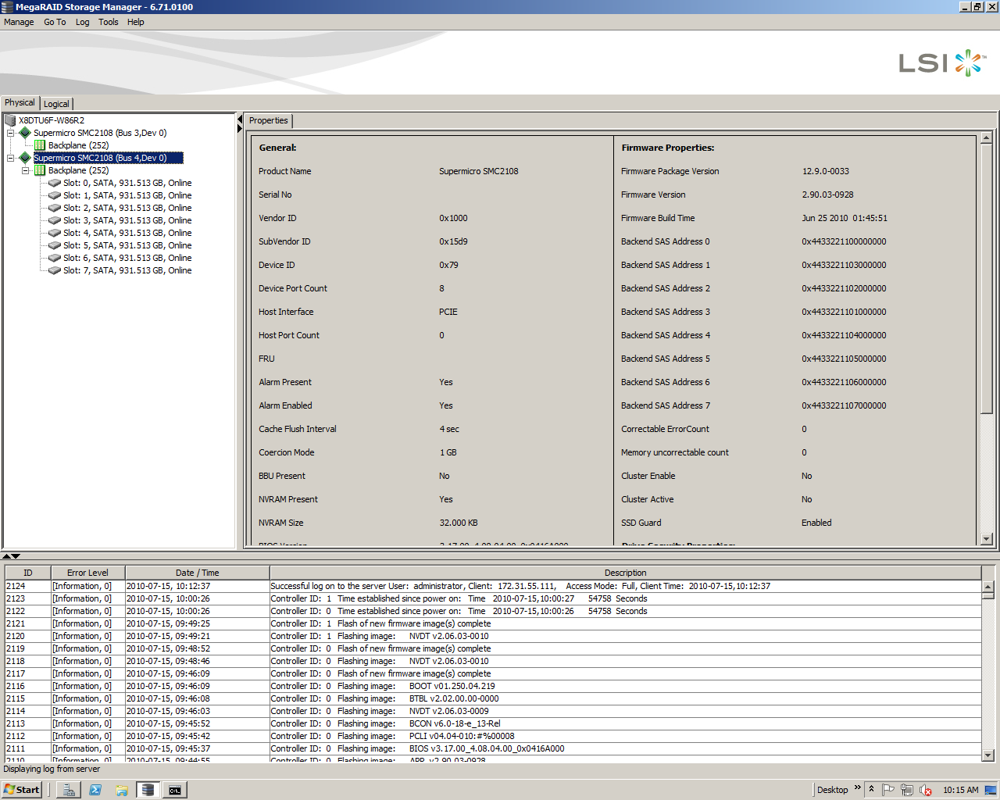 MegaRAID Storage Manager - 6.71.0100
Manage Go To Log Tools Help
LSI
Physical Logical
X8DTU6F-W86R2
Supermicro SMC2108 (Bus 3,Dev 0)
Backplane (252)
Supermicro SMC2108 (Bus 4,Dev 0)
Backplane (252)
Slot: 0, SATA, 931.513 GB, Online
Slot: 1, SATA, 931.513 GB, Online
Slot: 2, SATA, 931.513 GB, Online
Slot: 3, SATA, 931.513 GB, Online
Slot: 4, SATA, 931.513 GB, Online
Slot: 5, SATA, 931.513 GB, Online
Slot: 6, SATA, 931.513 GB, Online
Slot: 7, SATA, 931.513 GB, Online
Properties
General:
Product Name Supermicro SMC2108
Serial No
Vendor ID 0x1000
SubVendor ID 0x15d9
Device ID 0x79
Device Port Count 8
Host Interface PCIE
Host Port Count 0
FRU
Alarm Present Yes
Alarm Enabled Yes
Cache Flush Interval 4 sec
Coercion Mode 1 GB
BBU Present No
NVRAM Present Yes
NVRAM Size 32.000 KB
BIOS Version 3.17.00_4.08.04.00_0x0416A000
Firmware Properties:
Firmware Package Version 12.9.0-0033
Firmware Version 2.90.03-0928
Firmware Build Time Jun 25 2010 01:45:51
Backend SAS Address 0 0x4433221100000000
Backend SAS Address 1 0x4433221103000000
Backend SAS Address 2 0x4433221102000000
Backend SAS Address 3 0x4433221101000000
Backend SAS Address 4 0x4433221104000000
Backend SAS Address 5 0x4433221105000000
Backend SAS Address 6 0x4433221106000000
Backend SAS Address 7 0x4433221107000000
Correctable ErrorCount 0
Memory uncorrectable count 0
Cluster Enable No
Cluster Active No
SSD Guard Enabled
Drive Security Properties:
ID Error Level Date / Time Description
2124 [Information, 0] 2010-07-15, 10:12:37 Successful log on to the server User: administrator, Client: 172.31.55.111, Access Mode: Full, Client Time: 2010-07-15,10:12:37
2123 [Information, 0] 2010-07-15, 10:00:26 Controller ID: 1 Time established since power on: Time 2010-07-15,10:00:27 54758 Seconds
2122 [Information, 0] 2010-07-15, 10:00:26 Controller ID: 0 Time established since power on: Time 2010-07-15,10:00:26 54758 Seconds
2121 [Information, 0] 2010-07-15, 09:49:25 Controller ID: 1 Flash of new firmware image(s) complete
2120 [Information, 0] 2010-07-15, 09:49:21 Controller ID: 1 Flashing image: NVDT v2.06.03-0010
2119 [Information, 0] 2010-07-15, 09:48:52 Controller ID: 0 Flash of new firmware image(s) complete
2118 [Information, 0] 2010-07-15, 09:48:46 Controller ID: 0 Flashing image: NVDT v2.06.03-0010
2117 [Information, 0] 2010-07-15, 09:46:09 Controller ID: 0 Flash of new firmware image(s) complete
2116 [Information, 0] 2010-07-15, 09:46:09 Controller ID: 0 Flashing image: BOOT v01.250.04.219
2115 [Information, 0] 2010-07-15, 09:46:08 Controller ID: 0 Flashing image: BTBL v2.02.00.00-0000
2114 [Information, 0] 2010-07-15, 09:46:03 Controller ID: 0 Flashing image: NVDT v2.06.03-0009
2113 [Information, 0] 2010-07-15, 09:45:52 Controller ID: 0 Flashing image: BCON v6.0-18-e_13-Rel
2112 [Information, 0] 2010-07-15, 09:45:42 Controller ID: 0 Flashing image: PCLI v04.04-010:#%00008
2111 [Information, 0] 2010-07-15, 09:45:37 Controller ID: 0 Flashing image: BIOS v3.17.00_4.08.04.00_0x0416A000
2110 [Information, 0] 2010-07-15, 09:44:55 Controller ID: 0 Flashing image: APP v2.90.03-0928
Displaying log from server
Start Desktop 10:15 AM